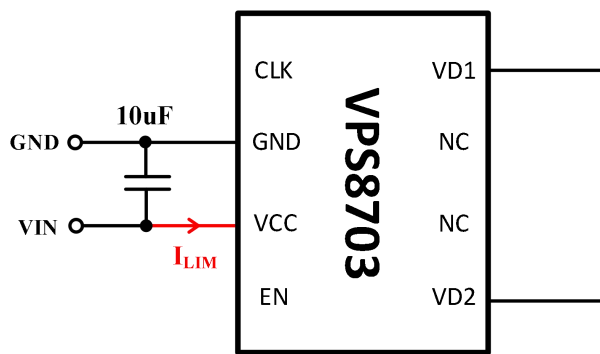 CLK
VD1
10uF
GND
GND
NC
VPS8703
VIN
VCC
NC
ILIM
EN
VD2